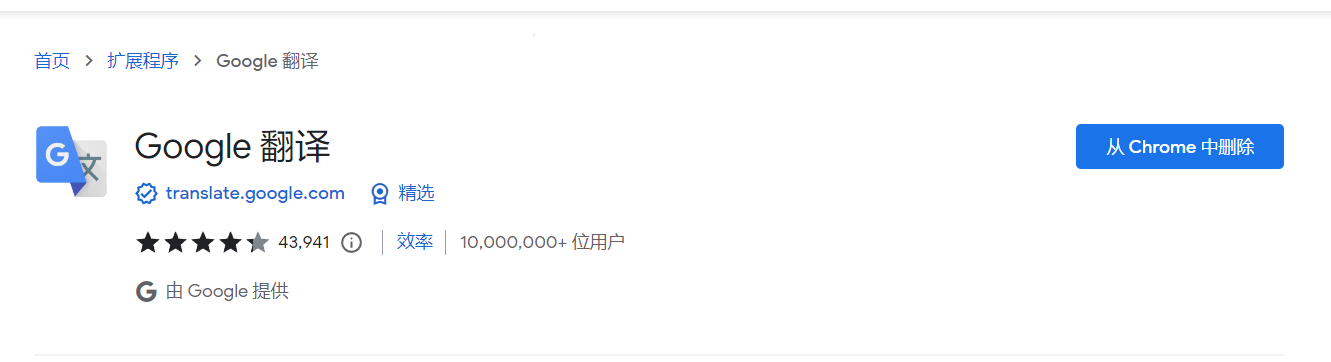 首页 > 扩展程序 > Google 翻译
Google 翻译
从 Chrome 中删除
translate.google.com 精选
43,941 效率 10,000,000+ 位用户
由 Google 提供